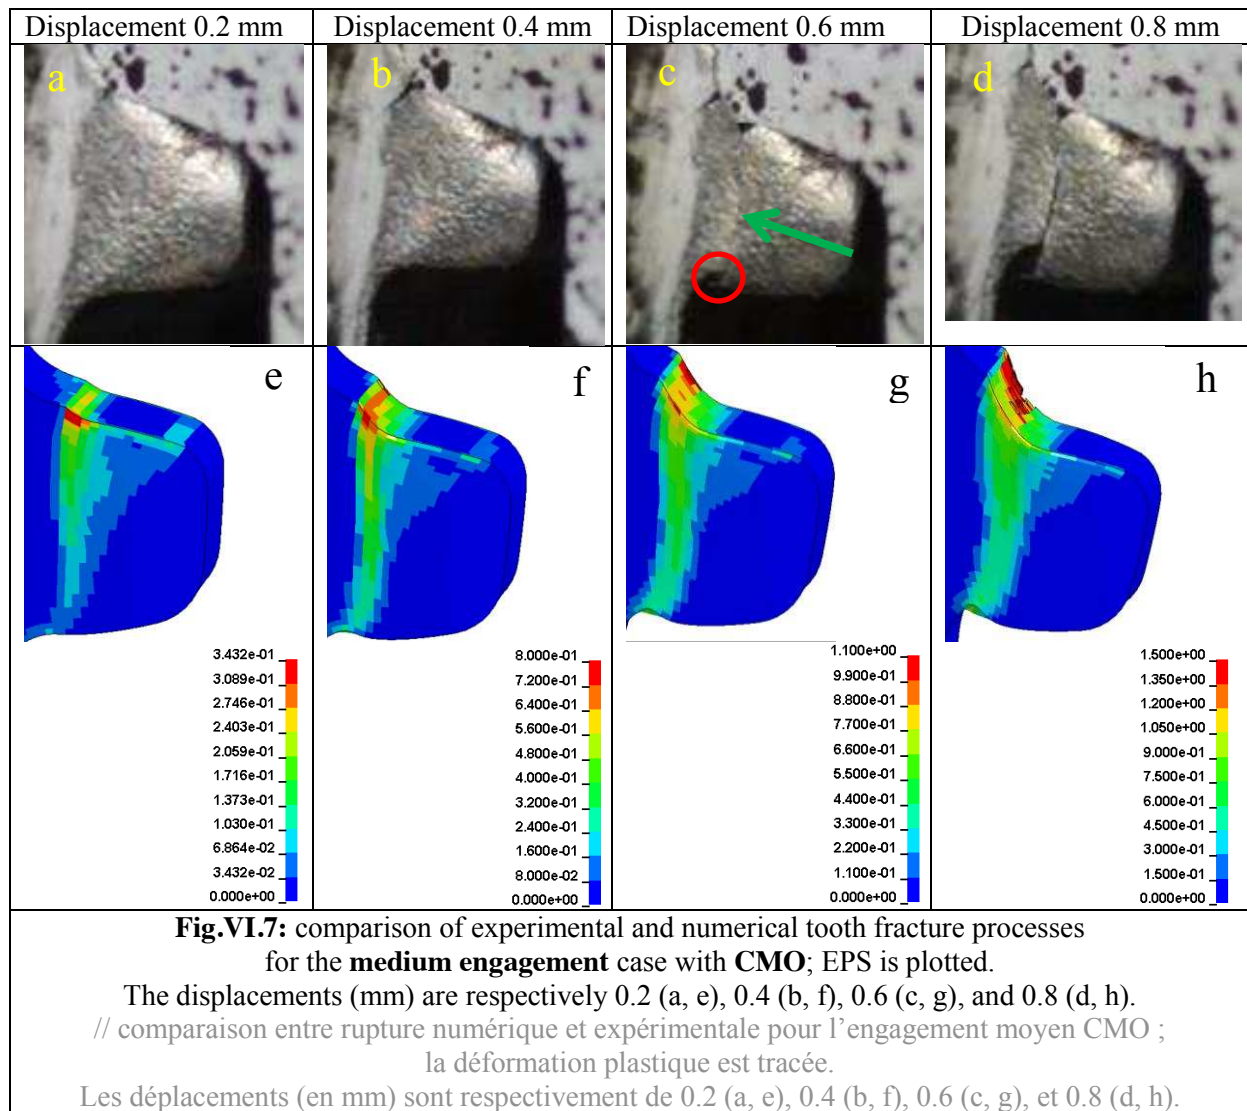 Displacement 0.2 mm
Displacement 0.4 mm
Displacement 0.6 mm
Displacement 0.8 mm
a
b
c
d
e
f
g
h
3.432e-01
3.089e-01
2.746e-01
2.403e-01
2.059e-01
1.716e-01
1.373e-01
1.030e-01
6.864e-02
3.432e-02
0.000e+00
8.000e-01
7.200e-01
6.400e-01
5.600e-01
4.800e-01
4.000e-01
3.200e-01
2.400e-01
1.600e-01
8.000e-02
0.000e+00
1.100e+00
9.900e-01
8.800e-01
7.700e-01
6.600e-01
5.500e-01
4.400e-01
3.300e-01
2.200e-01
1.100e-01
0.000e+00
1.500e+00
1.350e+00
1.200e+00
1.050e+00
9.000e-01
7.500e-01
6.000e-01
4.500e-01
3.000e-01
1.500e-01
0.000e+00
Fig.VI.7: comparison of experimental and numerical tooth fracture processes
for the medium engagement case with CMO; EPS is plotted.
The displacements (mm) are respectively 0.2 (a, e), 0.4 (b, f), 0.6 (c, g), and 0.8 (d, h).
// comparaison entre rupture numérique et expérimentale pour l’engagement moyen CMO ;
la déformation plastique est tracée.
Les déplacements (en mm) sont respectivement de 0.2 (a, e), 0.4 (b, f), 0.6 (c, g), et 0.8 (d, h).